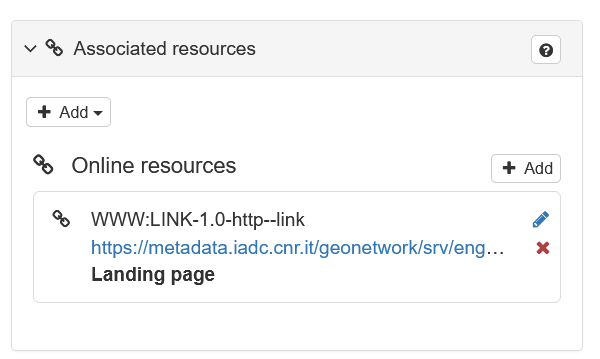 Associated resources
Add
Online resources
Add
WWW:LINK-1.0-http--link
https://metadata.iadc.cnr.it/geonetwork/srv/eng...
Landing page